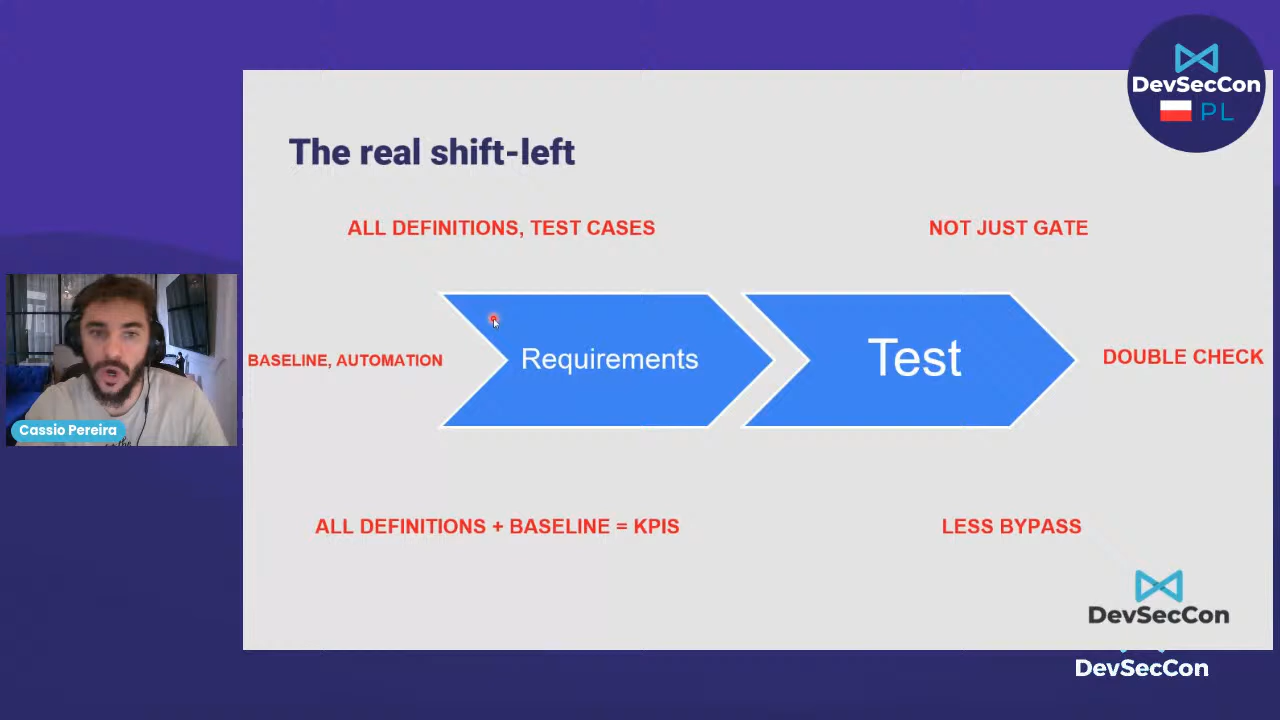 DevSecCon
PL
The real shift-left
ALL DEFINITIONS, TEST CASES
NOT JUST GATE
BASELINE, AUTOMATION
Requirements
Test
DOUBLE CHECK
Cassio Pereira
ALL DEFINITIONS + BASELINE = KPIS
LESS BYPASS
DevSecCon
DevSecCon